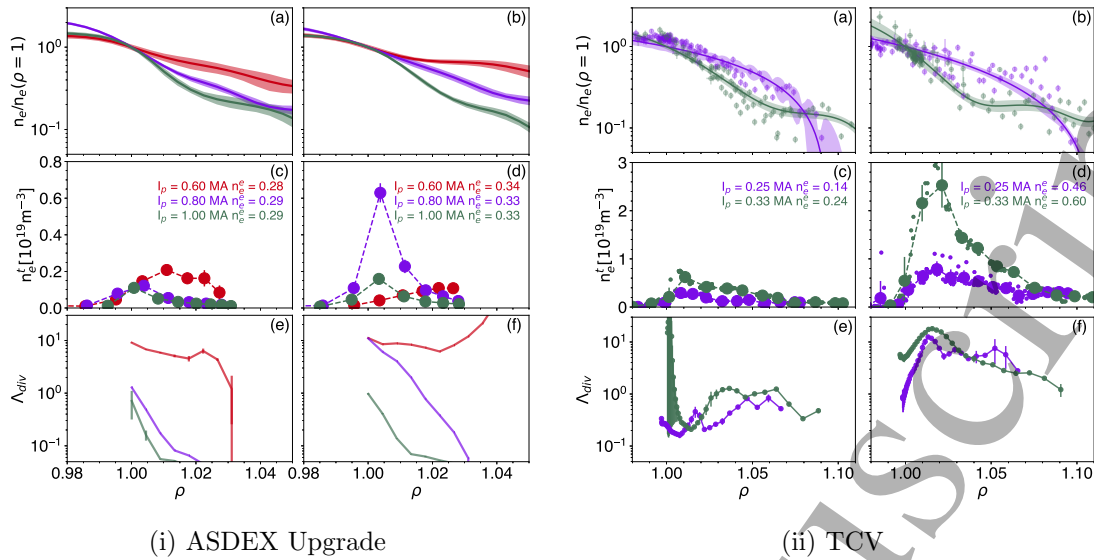 (a)
(b)
n_e/n_e(ρ = 1)
10^0
10^-1
(c)
(d)
n_e^t[10^19m^-3]
0.8
0.6
0.4
0.2
0.0
I_p = 0.60 MA n_e^e = 0.28
I_p = 0.80 MA n_e^e = 0.29
I_p = 1.00 MA n_e^e = 0.29
I_p = 0.60 MA n_e^e = 0.34
I_p = 0.80 MA n_e^e = 0.33
I_p = 1.00 MA n_e^e = 0.33
(e)
(f)
Λ_div
10^1
10^0
10^-1
0.98 1.00 1.02 1.04
0.98 1.00 1.02 1.04
ρ
ρ
(i) ASDEX Upgrade
(a)
(b)
n_e/n_e(ρ = 1)
10^0
10^-1
(c)
(d)
n_e^t[10^19m^-3]
3
2
1
0
I_p = 0.25 MA n_e^e = 0.14
I_p = 0.33 MA n_e^e = 0.24
I_p = 0.25 MA n_e^e = 0.46
I_p = 0.33 MA n_e^e = 0.60
(e)
(f)
Λ_div
10^1
10^0
10^-1
1.00 1.05 1.10
1.00 1.05 1.10
ρ
ρ
(ii) TCV